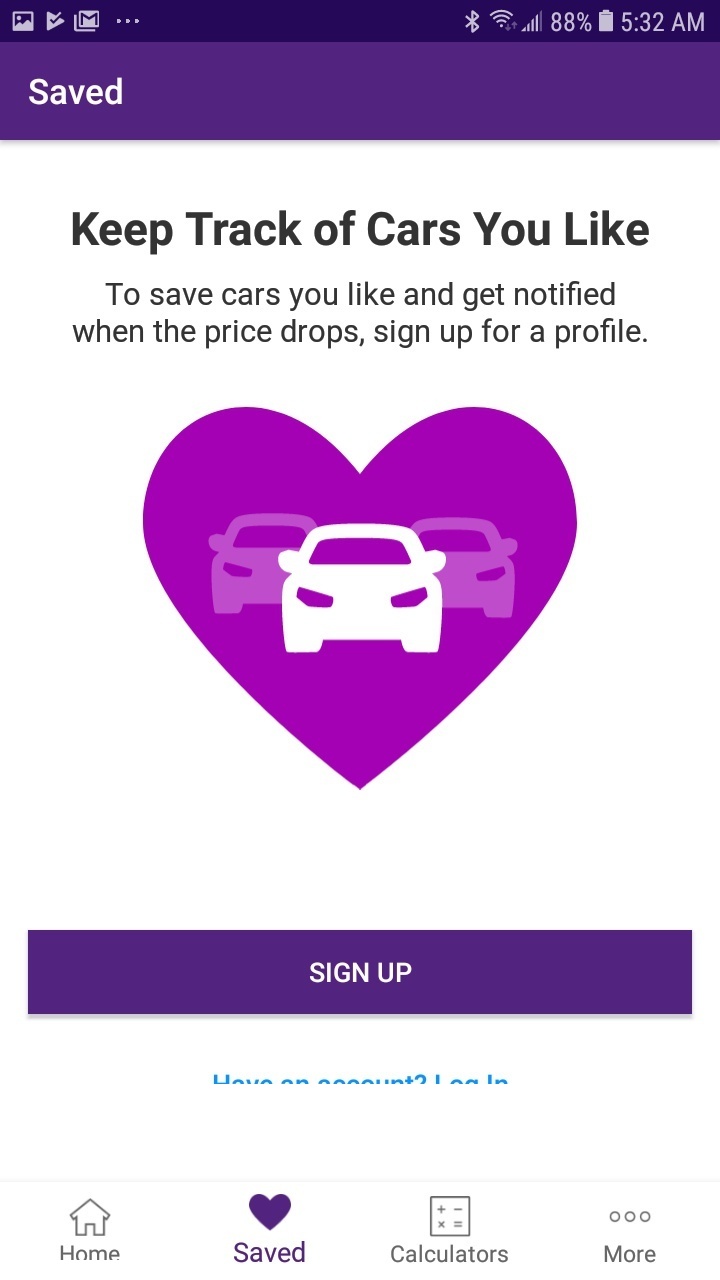 88% 5:32 AM
Saved
Keep Track of Cars You Like
To save cars you like and get notified
when the price drops, sign up for a profile.
SIGN UP
Have an account? Log In
Home
Saved
Calculators
More